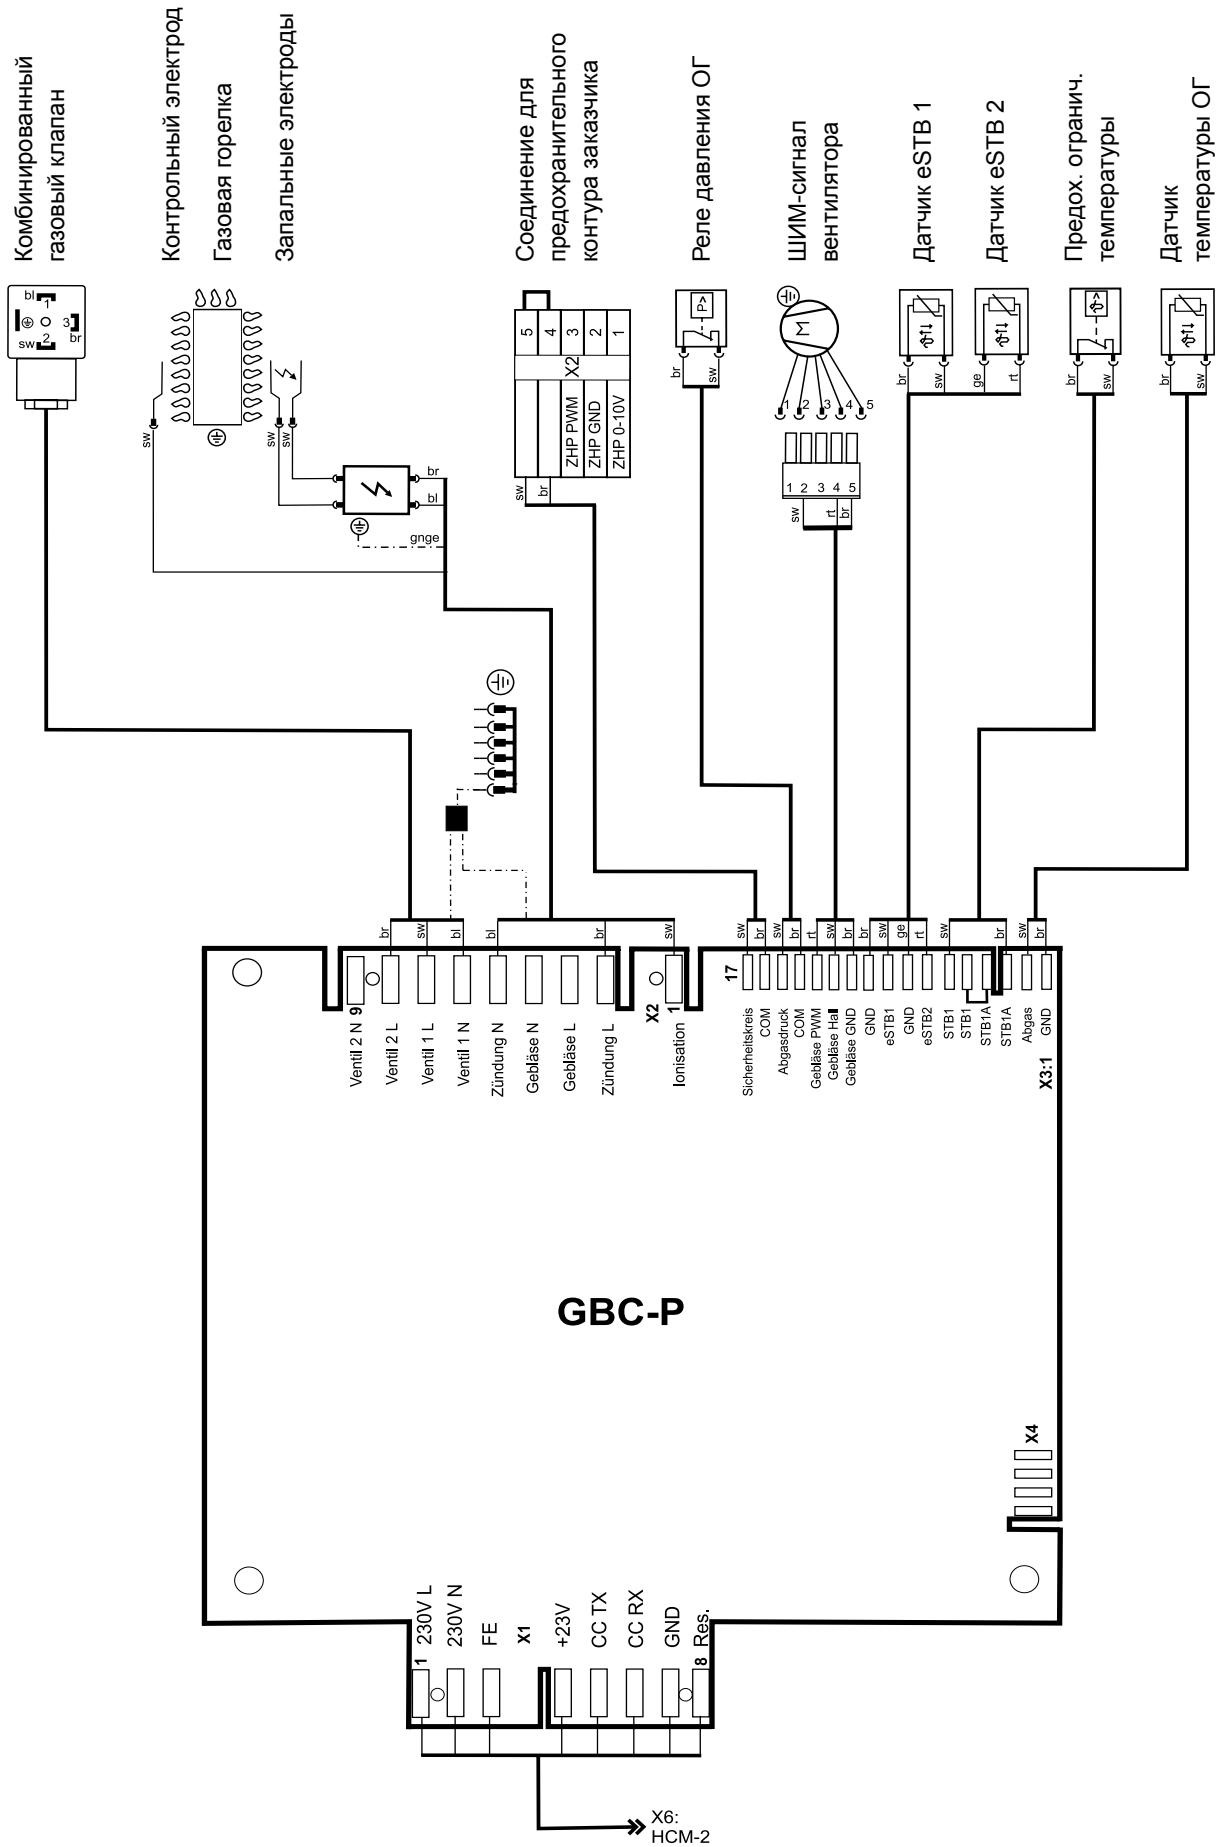 Комбинированный
газовый клапан
Контрольный электрод
Газовая горелка
Запальные электроды
Соединение для
предохранительного
контура заказчика
Реле давления ОГ
ШИМ-сигнал
вентилятора
Датчик eSTB 1
Датчик eSTB 2
Предох. огранич.
температуры
Датчик
температуры ОГ
bl
1
3
br
2
sw
sw
sw
sw
br
bl
gnge
5
4
3
2
1
X2
ZHP PWM
ZHP GND
ZHP 0-10V
sw
br
P>
br
sw
M
1
2
3
4
5
1
2
3
4
5
sw
rt
br
br
sw
ge
rt
ϑ>
br
sw
br
sw
br
sw
bl
bl
br
sw
sw
br
sw
br
rt
sw
br
br
sw
ge
rt
sw
br
sw
br
9
Ventil 2 N
Ventil 2 L
Ventil 1 L
Ventil 1 N
Zündung N
Gebläse N
Gebläse L
Zündung L
X2
1
Ionisation
17
Sicherheitskreis
COM
Abgasdruck
COM
Gebläse PWM
Gebläse Hall
Gebläse GND
GND
eSTB1
GND
eSTB2
STB1
STB1
STB1A
STB1A
Abgas
GND
X3:1
GBC-P
X4
1
230V L
230V N
FE
X1
+23V
CC TX
CC RX
GND
8
Res.
X6:
HCM-2